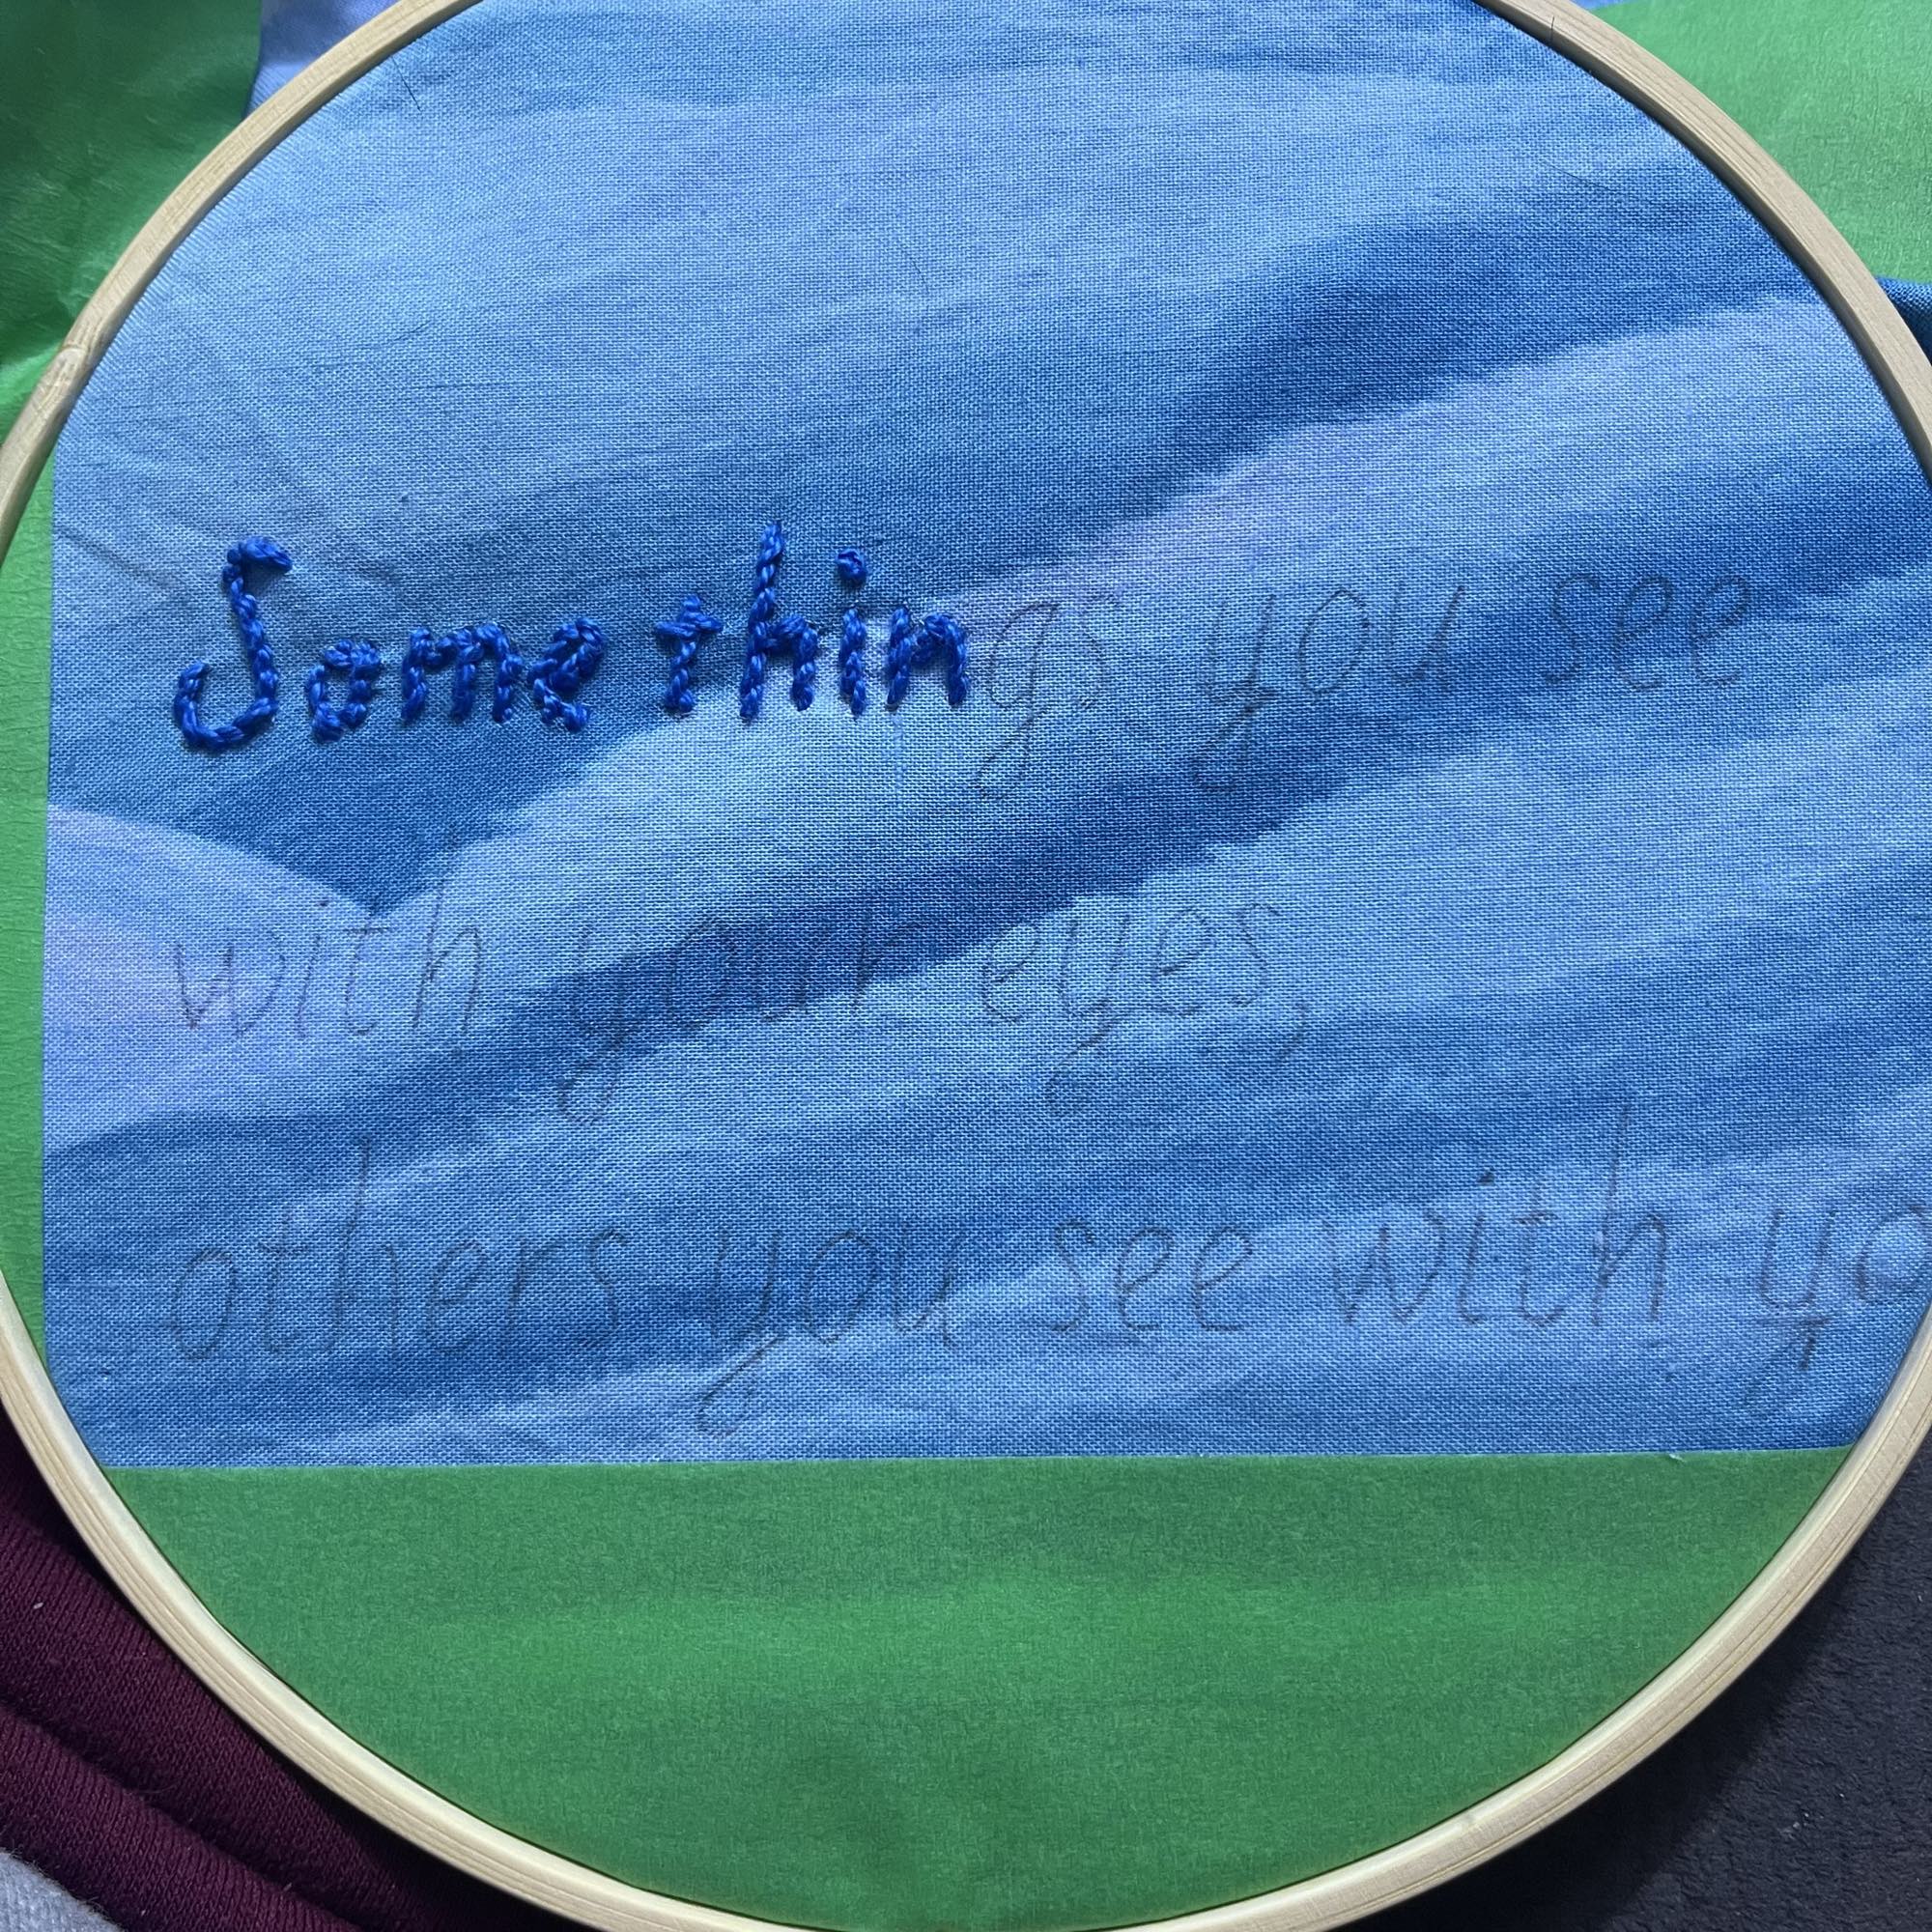 Some things you see
with your eyes,
others you see with yo